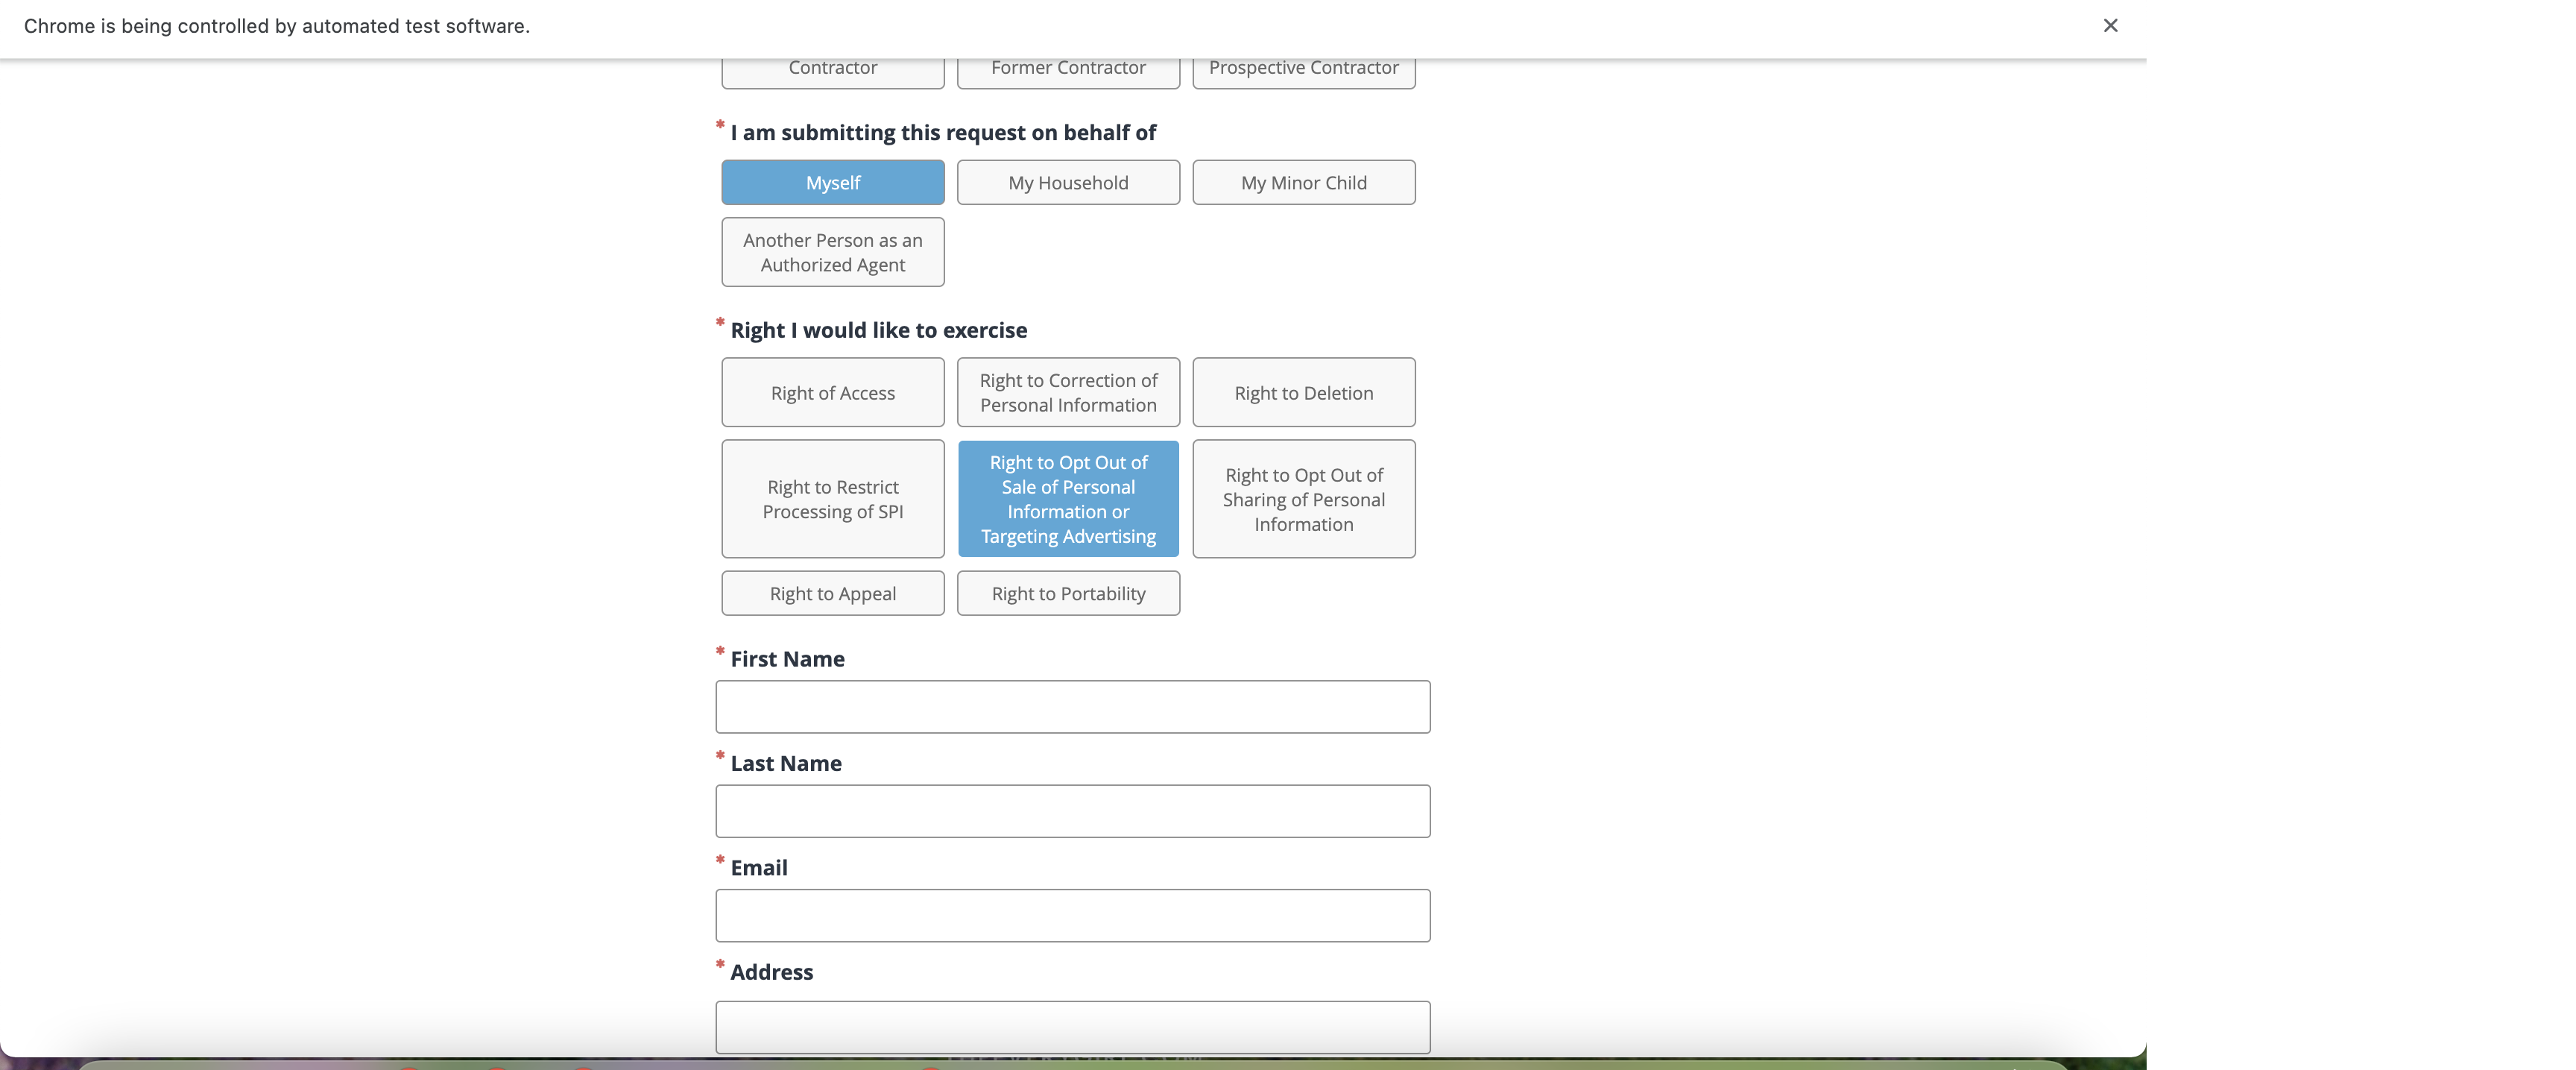 Chrome is being controlled by automated test software.
Contractor
Former Contractor
Prospective Contractor
* I am submitting this request on behalf of
Myself
My Household
My Minor Child
Another Person as an
Authorized Agent
* Right I would like to exercise
Right of Access
Right to Correction of
Personal Information
Right to Deletion
Right to Restrict
Processing of SPI
Right to Opt Out of
Sale of Personal
Information or
Targeting Advertising
Right to Opt Out of
Sharing of Personal
Information
Right to Appeal
Right to Portability
* First Name
* Last Name
* Email
* Address